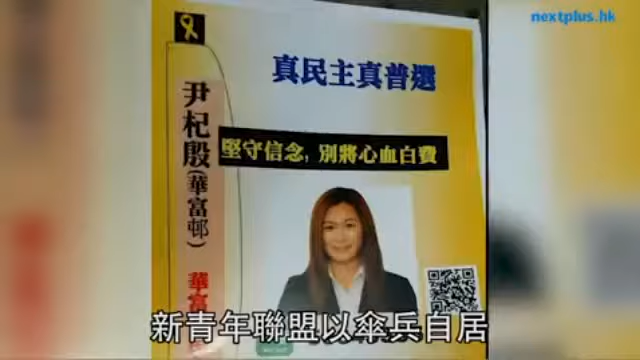 nextplus.hk
真民主真普選
尹杞殷(華富邨)
華富
堅守信念, 別將心血白費
新青年聯盟以傘兵自居